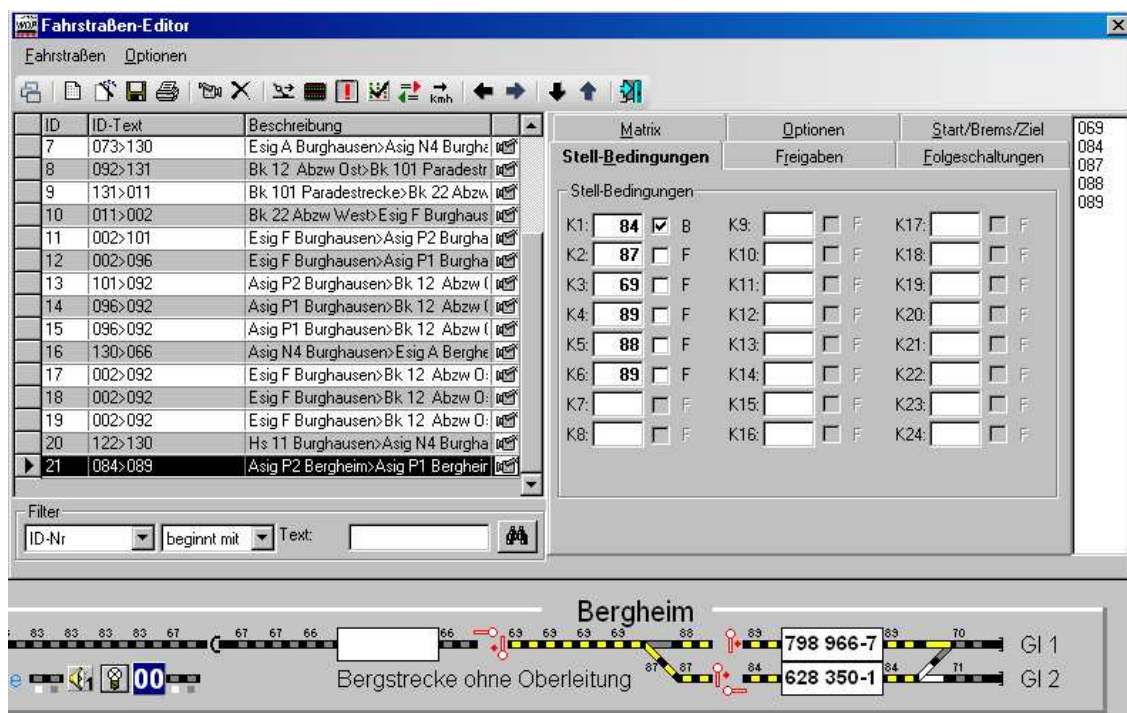 Fahrstraßen-Editor
Fahrstraßen Optionen
Kmh
ID ID-Text Beschreibung
7 073>130 Esig A Burghausen>Asig N4 Burgha
8 092>131 Bk 12 Abzw Ost>Bk 101 Paradestr
9 131>011 Bk 101 Paradestrecke>Bk 22 Abzw
10 011>002 Bk 22 Abzw West>Esig F Burghaus
11 002>101 Esig F Burghausen>Asig P2 Burgha
12 002>096 Esig F Burghausen>Asig P1 Burgha
13 101>092 Asig P2 Burghausen>Bk 12 Abzw (
14 096>092 Asig P1 Burghausen>Bk 12 Abzw (
15 096>092 Asig P1 Burghausen>Bk 12 Abzw (
16 130>066 Asig N4 Burghausen>Esig A Berghe
17 002>092 Esig F Burghausen>Bk 12 Abzw O:
18 002>092 Esig F Burghausen>Bk 12 Abzw O:
19 002>092 Esig F Burghausen>Bk 12 Abzw O:
20 122>130 Hs 11 Burghausen>Asig N4 Burgha
21 084>089 Asig P2 Bergheim>Asig P1 Bergheir
Filter
ID-Nr beginnt mit Text:
Matrix Optionen Start/Brems/Ziel
Stell-Bedingungen Freigaben Folgeschaltungen
Stell-Bedingungen
K1: 84 B K9: F K17: F
K2: 87 F K10: F K18: F
K3: 69 F K11: F K19: F
K4: 89 F K12: F K20: F
K5: 88 F K13: F K21: F
K6: 89 F K14: F K22: F
K7: F K15: F K23: F
K8: F K16: F K24: F
069
084
087
088
089
Bergheim
83 83 83 83 67 67 67 66 66 69 69 69 69 88 89 798 966-7 89 70 Gl 1
e 1 00 Bergstrecke ohne Oberleitung 87 87 84 628 350-1 84 71 Gl 2